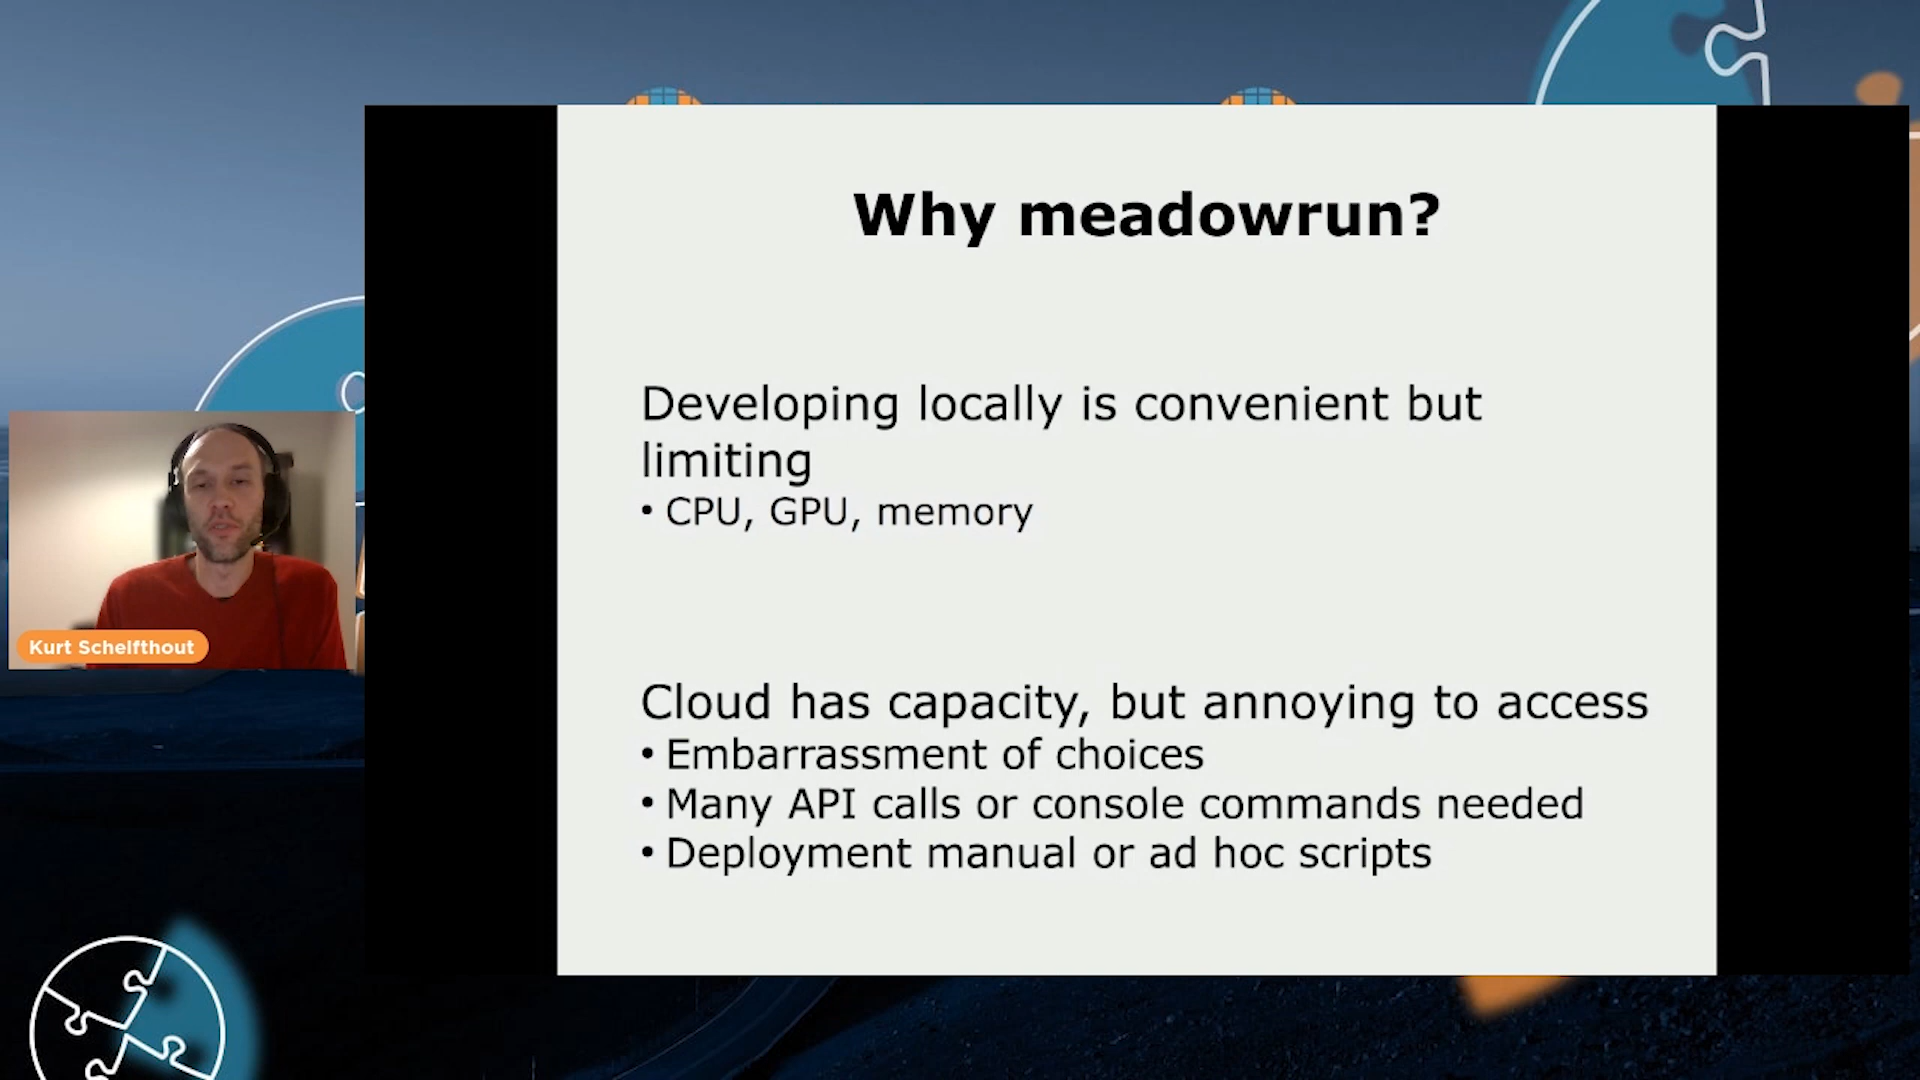 Why meadowrun?
Developing locally is convenient but
limiting
• CPU, GPU, memory
Cloud has capacity, but annoying to access
• Embarrassment of choices
• Many API calls or console commands needed
• Deployment manual or ad hoc scripts
Kurt Schelfthout